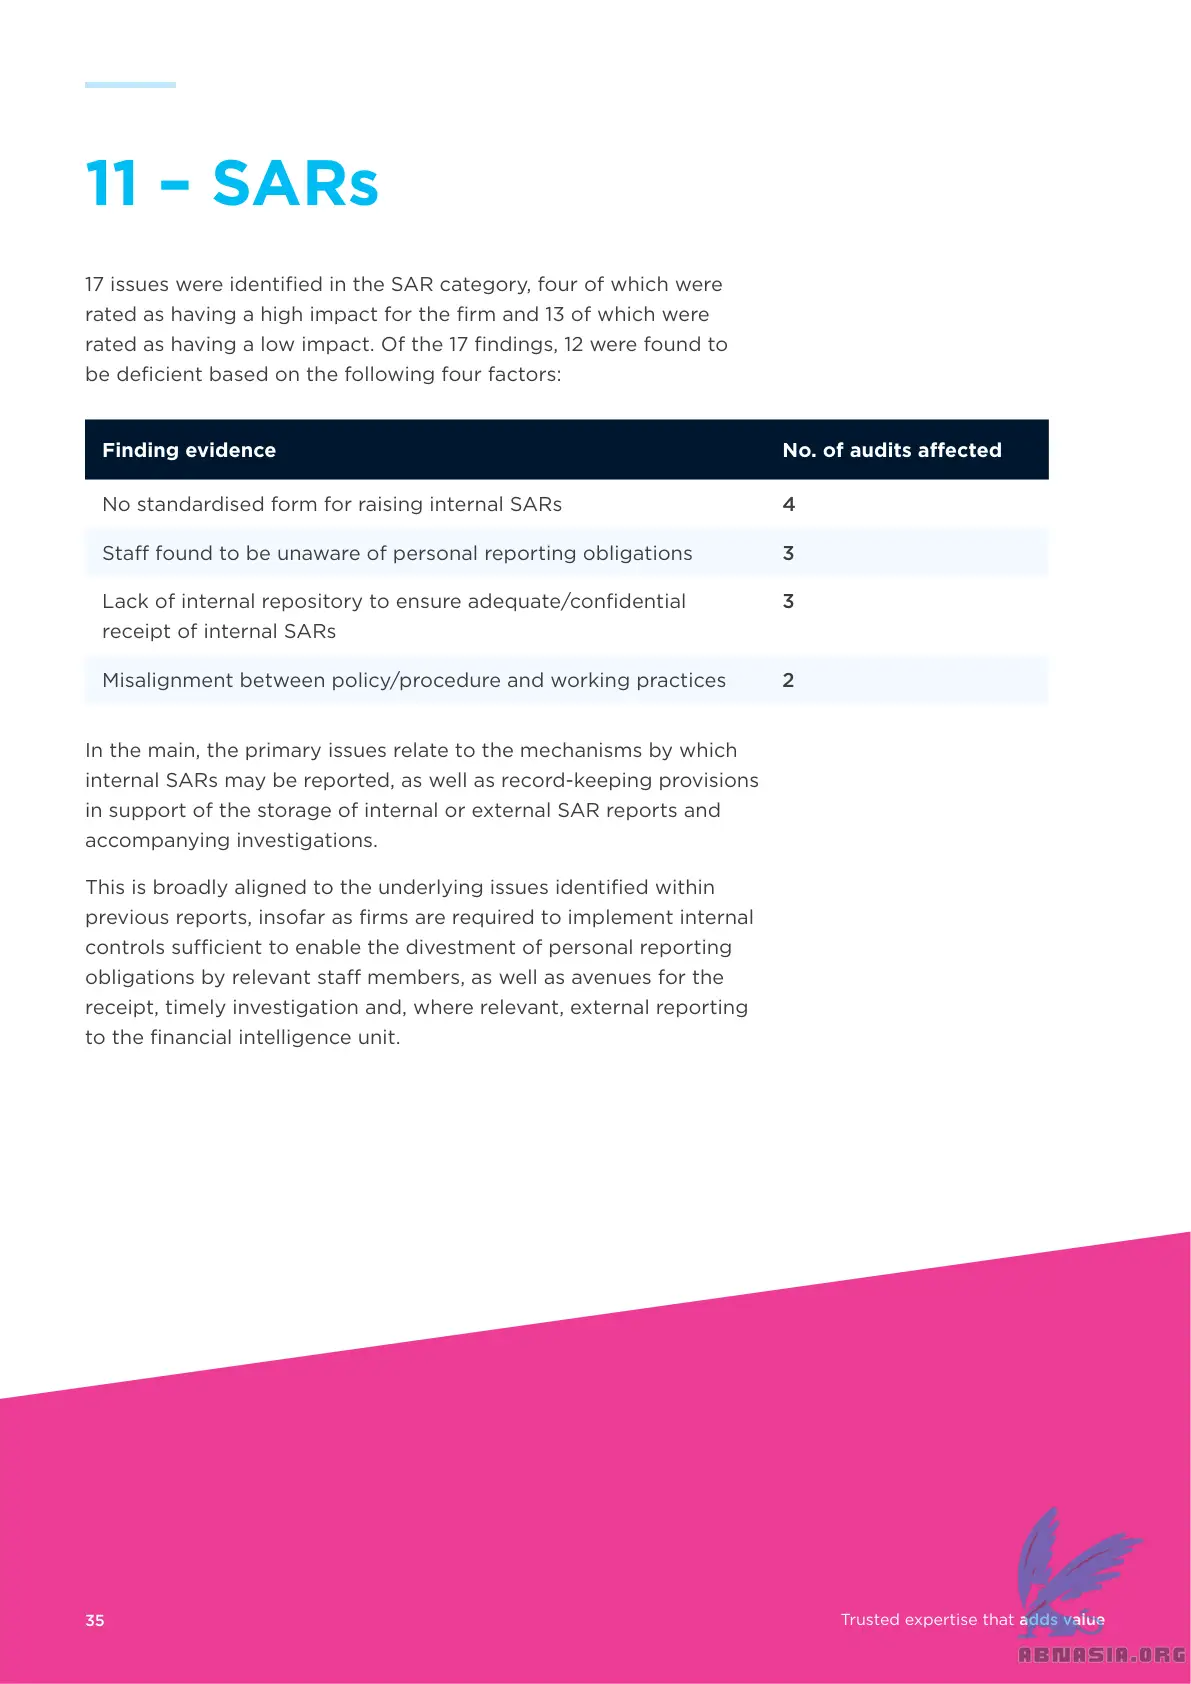 11 – SARs
17 issues were identified in the SAR category, four of which were
rated as having a high impact for the firm and 13 of which were
rated as having a low impact. Of the 17 findings, 12 were found to
be deficient based on the following four factors:
Finding evidence No. of audits affected
No standardised form for raising internal SARs 4
Staff found to be unaware of personal reporting obligations 3
Lack of internal repository to ensure adequate/confidential 3
receipt of internal SARs
Misalignment between policy/procedure and working practices 2
In the main, the primary issues relate to the mechanisms by which
internal SARs may be reported, as well as record-keeping provisions
in support of the storage of internal or external SAR reports and
accompanying investigations.
This is broadly aligned to the underlying issues identified within
previous reports, insofar as firms are required to implement internal
controls sufficient to enable the divestment of personal reporting
obligations by relevant staff members, as well as avenues for the
receipt, timely investigation and, where relevant, external reporting
to the financial intelligence unit.
35 Trusted expertise that adds value
ABNASIA.ORG